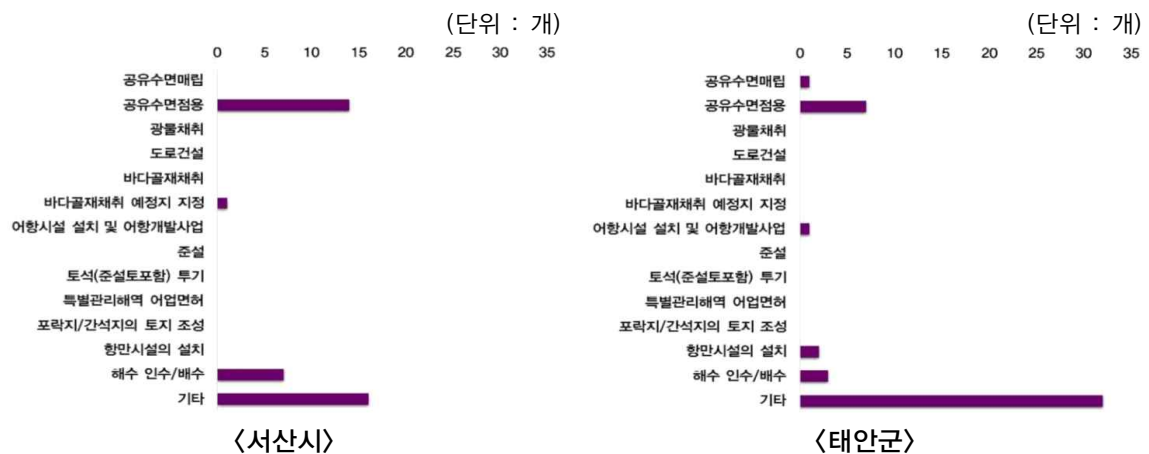 (단위 : 개)
0 5 10 15 20 25 30 35
공유수면매립
공유수면점용
광물채취
도로건설
바다골재채취
바다골재채취 예정지 지정
어항시설 설치 및 어항개발사업
준설
토석(준설토포함) 투기
특별관리해역 어업면허
포락지/간석지의 토지 조성
항만시설의 설치
해수 인수/배수
기타
〈서산시〉
(단위 : 개)
0 5 10 15 20 25 30 35
공유수면매립
공유수면점용
광물채취
도로건설
바다골재채취
바다골재채취 예정지 지정
어항시설 설치 및 어항개발사업
준설
토석(준설토포함) 투기
특별관리해역 어업면허
포락지/간석지의 토지 조성
항만시설의 설치
해수 인수/배수
기타
〈태안군〉